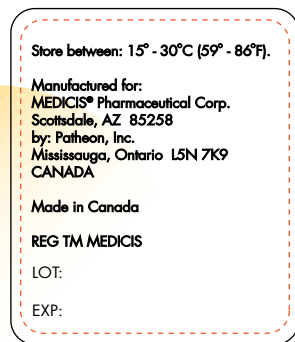 Store between: 15° - 30°C (59° - 86°F).
Manufactured for:
MEDICIS® Pharmaceutical Corp.
Scottsdale, AZ  85258
by: Patheon, Inc.
Mississauga, Ontario  L5N 7K9
CANADA
Made in Canada
REG TM MEDICIS
LOT:
EXP: